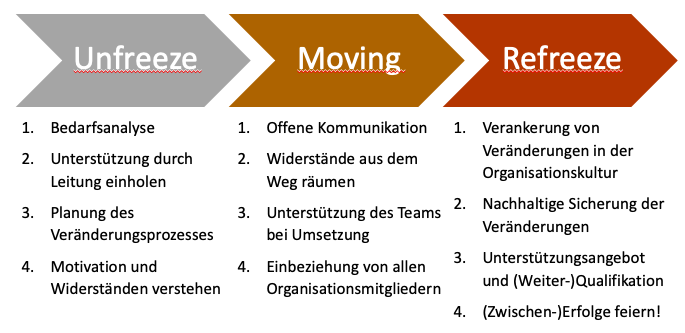 Unfreeze
1. Bedarfsanalyse
2. Unterstützung durch
Leitung einholen
3. Planung des
Veränderungsprozesses
4. Motivation und
Widerständen verstehen
Moving
1. Offene Kommunikation
2. Widerstände aus dem
Weg räumen
3. Unterstützung des Teams
bei Umsetzung
4. Einbeziehung von allen
Organisationsmitgliedern
Refreeze
1. Verankerung von
Veränderungen in der
Organisationskultur
2. Nachhaltige Sicherung der
Veränderungen
3. Unterstützungsangebot
und (Weiter-)Qualifikation
4. (Zwischen-)Erfolge feiern!